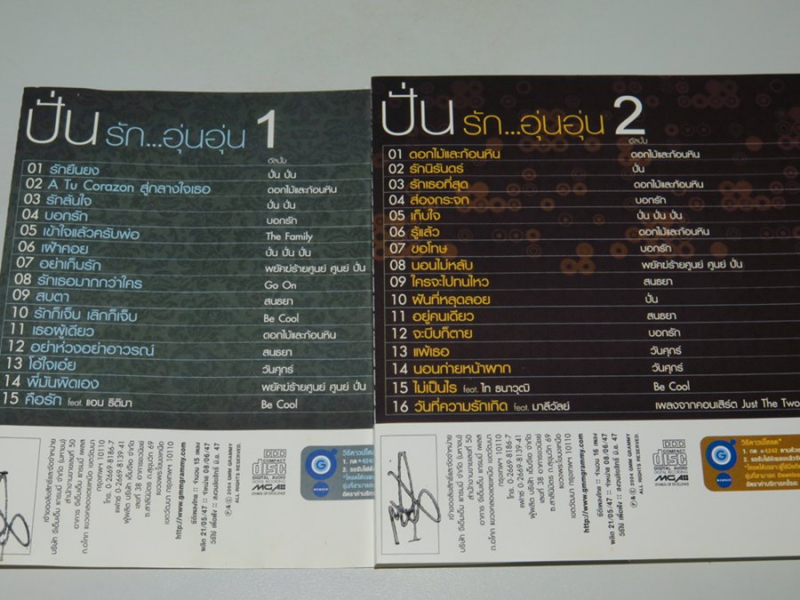 ปั่น รัก...อุ่นอุ่น 1
อัลบั้ม
01 รักยืนยง ปั่น ปั่น
02 A Tu Corazon สู่กลางใจเธอ ดอกไม้และก้อนหิน
03 รักล้นใจ ปั่น ปั่น
04 บอกรัก บอกรัก
05 เข้าใจแล้วครับพ่อ The Family
06 เฝ้าคอย ปั่น ปั่น ปั่น
07 อย่าเก็บรัก พยัคฆ์ร้ายศูนย์ ศูนย์ ปั่น
08 รักเธอมากกว่าใคร Go On
09 สบตา สนธยา
10 รักก็เจ็บ เลิกก็เจ็บ Be Cool
11 เธอผู้เดียว ดอกไม้และก้อนหิน
12 อย่าห่วงอย่าอาวรณ์ สนธยา
13 โอ้ใจเอ๋ย วันศุกร์
14 พี่มันผิดเอง พยัคฆ์ร้ายศูนย์ ศูนย์ ปั่น
15 คือรัก feat. แอน ธิติมา Be Cool
ปั่น รัก...อุ่นอุ่น 2
อัลบั้ม
01 ดอกไม้และก้อนหิน ดอกไม้และก้อนหิน
02 รักนิรันดร์ ปั่น
03 รักเธอที่สุด ดอกไม้และก้อนหิน
04 ส่องกระจก บอกรัก
05 เก็บใจ ปั่น ปั่น ปั่น
06 รู้แล้ว ดอกไม้และก้อนหิน
07 ขอโทษ บอกรัก
08 นอนไม่หลับ พยัคฆ์ร้ายศูนย์ ศูนย์ ปั่น
09 ใครจะไปทนไหว สนธยา
10 ฝันที่หลุดลอย ปั่น
11 อยู่คนเดียว สนธยา
12 จะบีบก็ตาย บอกรัก
13 แพ้เธอ วันศุกร์
14 นอนก่ายหน้าผาก วันศุกร์
15 ไม่เป็นไร feat. ไก่ ธนาวุฒิ Be Cool
16 วันที่ความรักเกิด feat. มาลีวัลย์ เพลงจากคอนเสิร์ต Just The Two
COMPACT
disc
DIGITAL AUDIO
MGA
http://www.gmmgrammy.com
COMPACT
disc
DIGITAL AUDIO
MGA
http://www.gmmgrammy.com